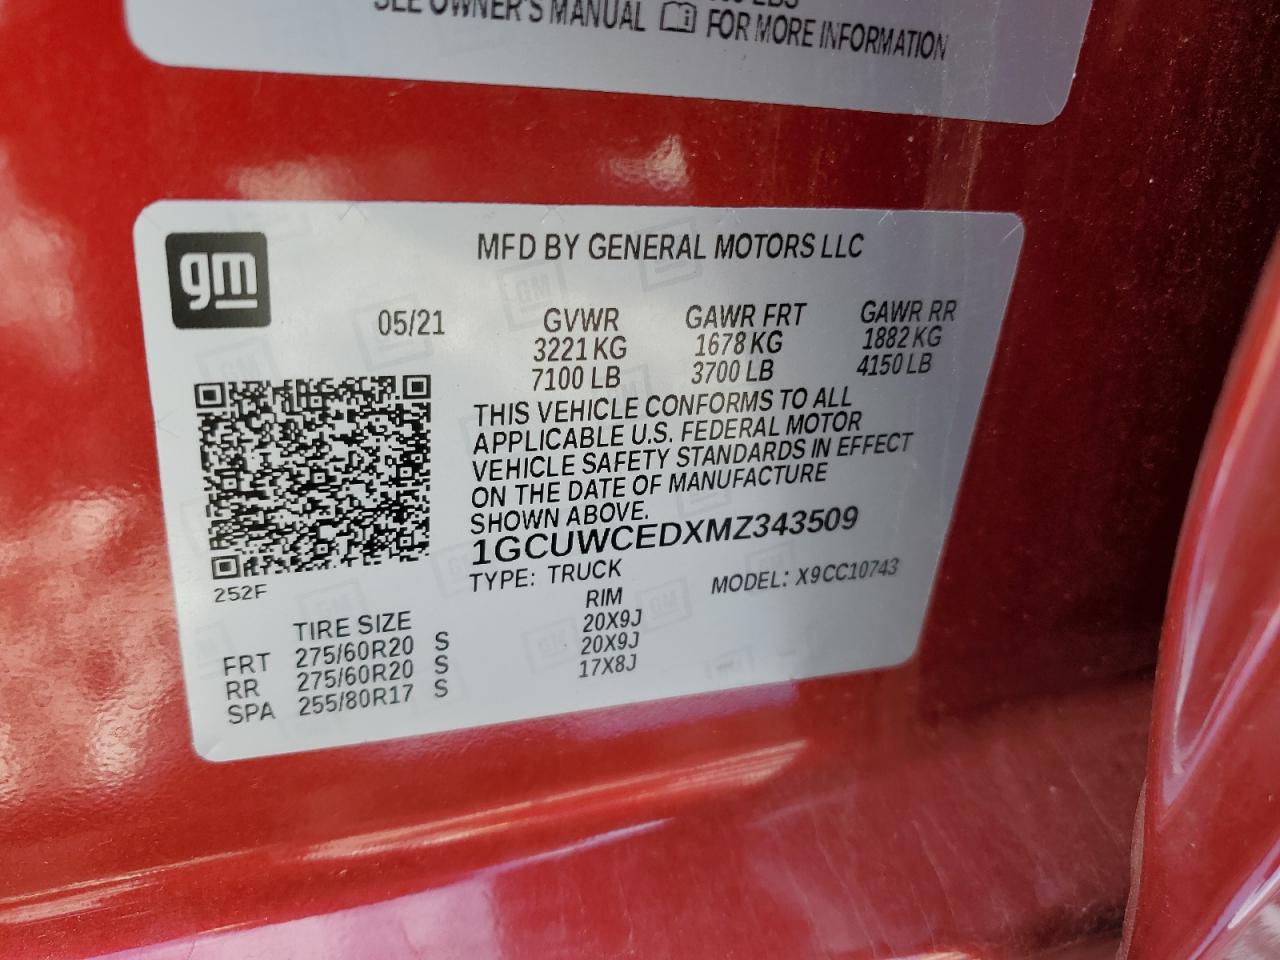 SEE OWNER'S MANUAL i FOR MORE INFORMATION
gm
MFD BY GENERAL MOTORS LLC
05/21 GVWR GAWR FRT GAWR RR
3221 KG 1678 KG 1882 KG
7100 LB 3700 LB 4150 LB
THIS VEHICLE CONFORMS TO ALL
APPLICABLE U.S. FEDERAL MOTOR
VEHICLE SAFETY STANDARDS IN EFFECT
ON THE DATE OF MANUFACTURE
SHOWN ABOVE.
1GCUWCEDXMZ343509
TYPE: TRUCK MODEL: X9CC10743
252F
TIRE SIZE RIM
FRT 275/60R20 S 20X9J
RR 275/60R20 S 20X9J
SPA 255/80R17 S 17X8J